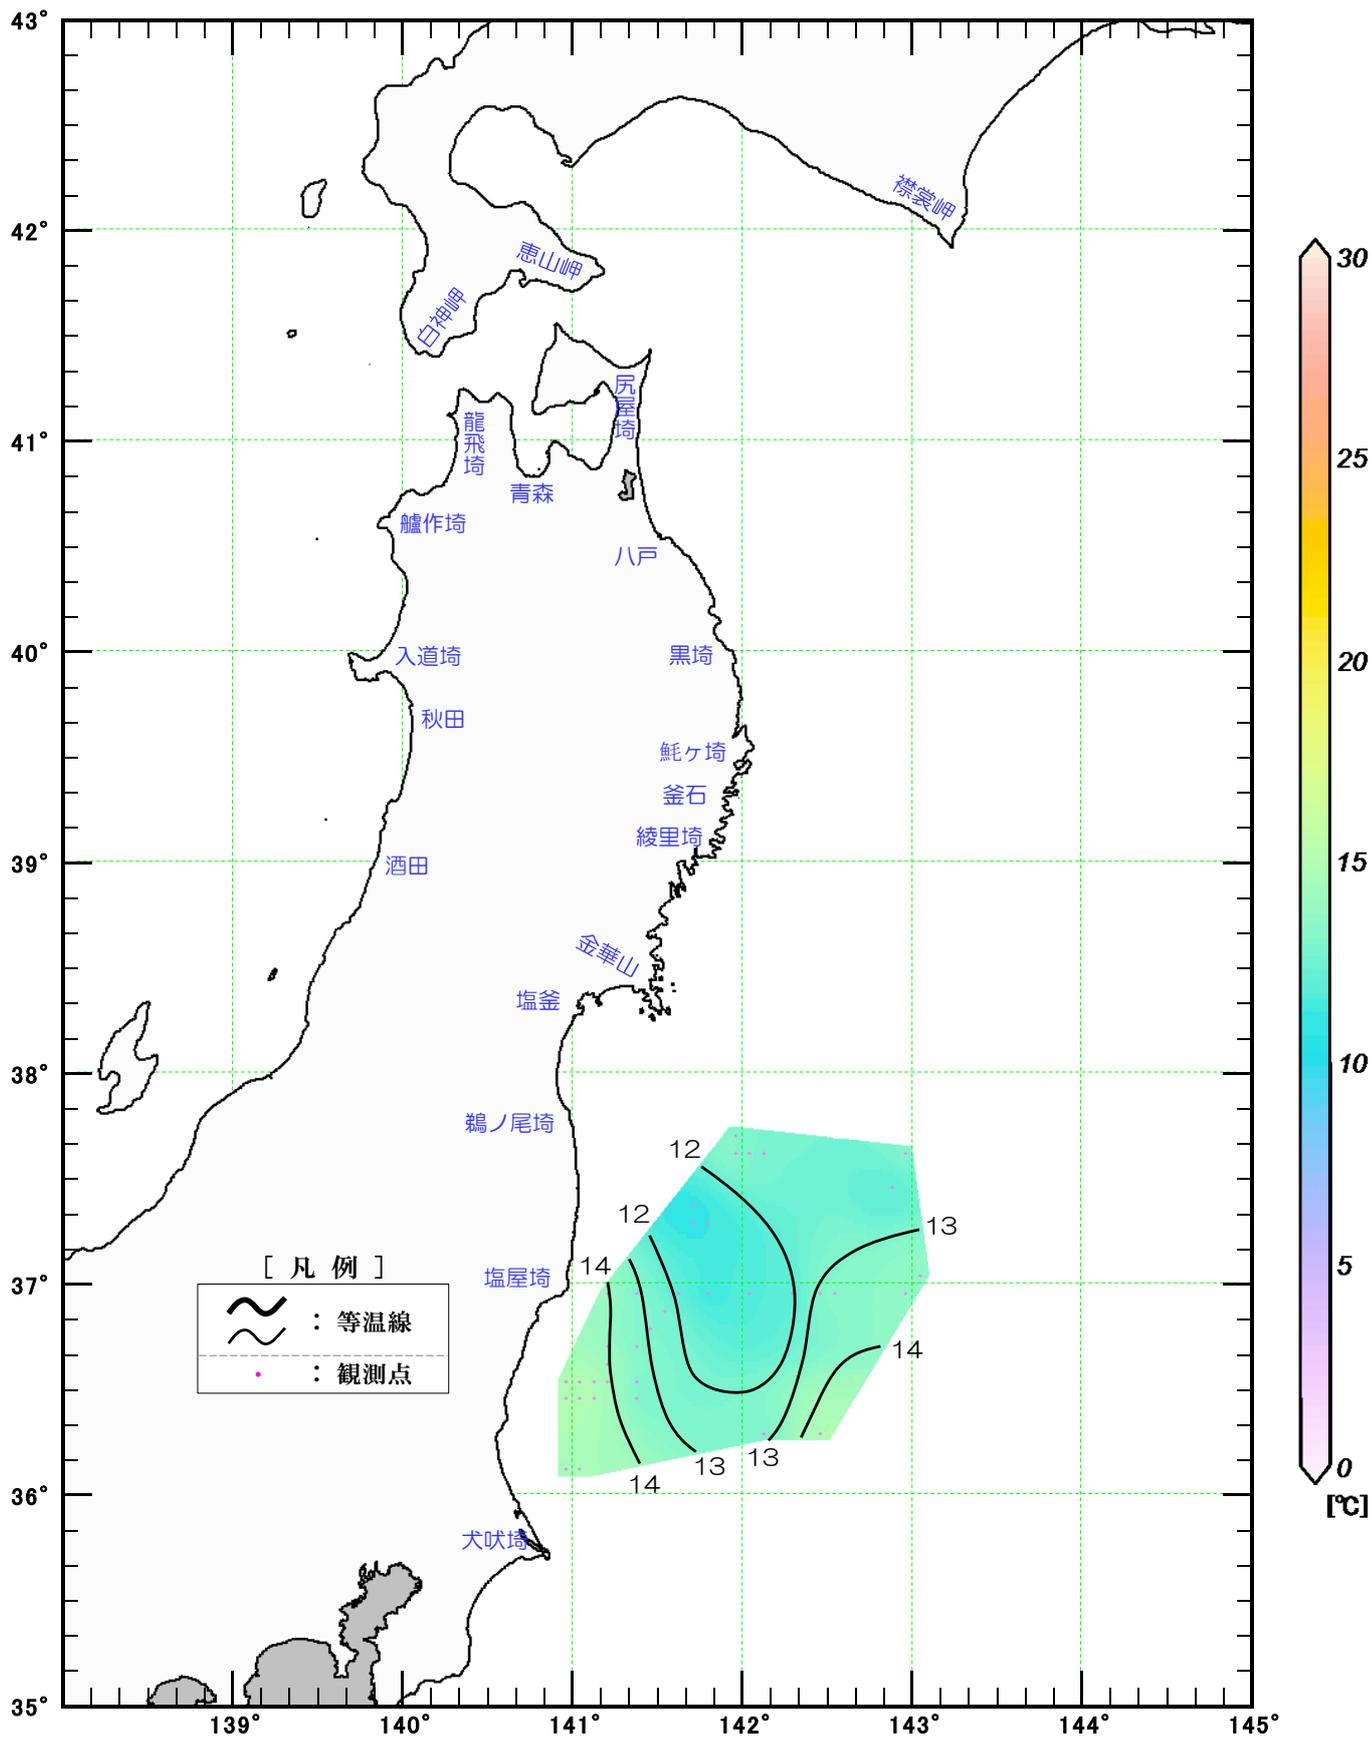 43°
42°
41°
40°
39°
38°
37°
36°
35°
139°
140°
141°
142°
143°
144°
145°
襟裳岬
恵山岬
白神岬
尻屋埼
龍飛埼
青森
艫作埼
八戸
入道埼
黒埼
秋田
魹ヶ埼
釜石
綾里埼
酒田
金華山
塩釜
鵜ノ尾埼
塩屋埼
犬吠埼
12
12
14
13
14
14
13
13
[ 凡 例 ]
: 等温線
: 観測点
30
25
20
15
10
5
0
[℃]